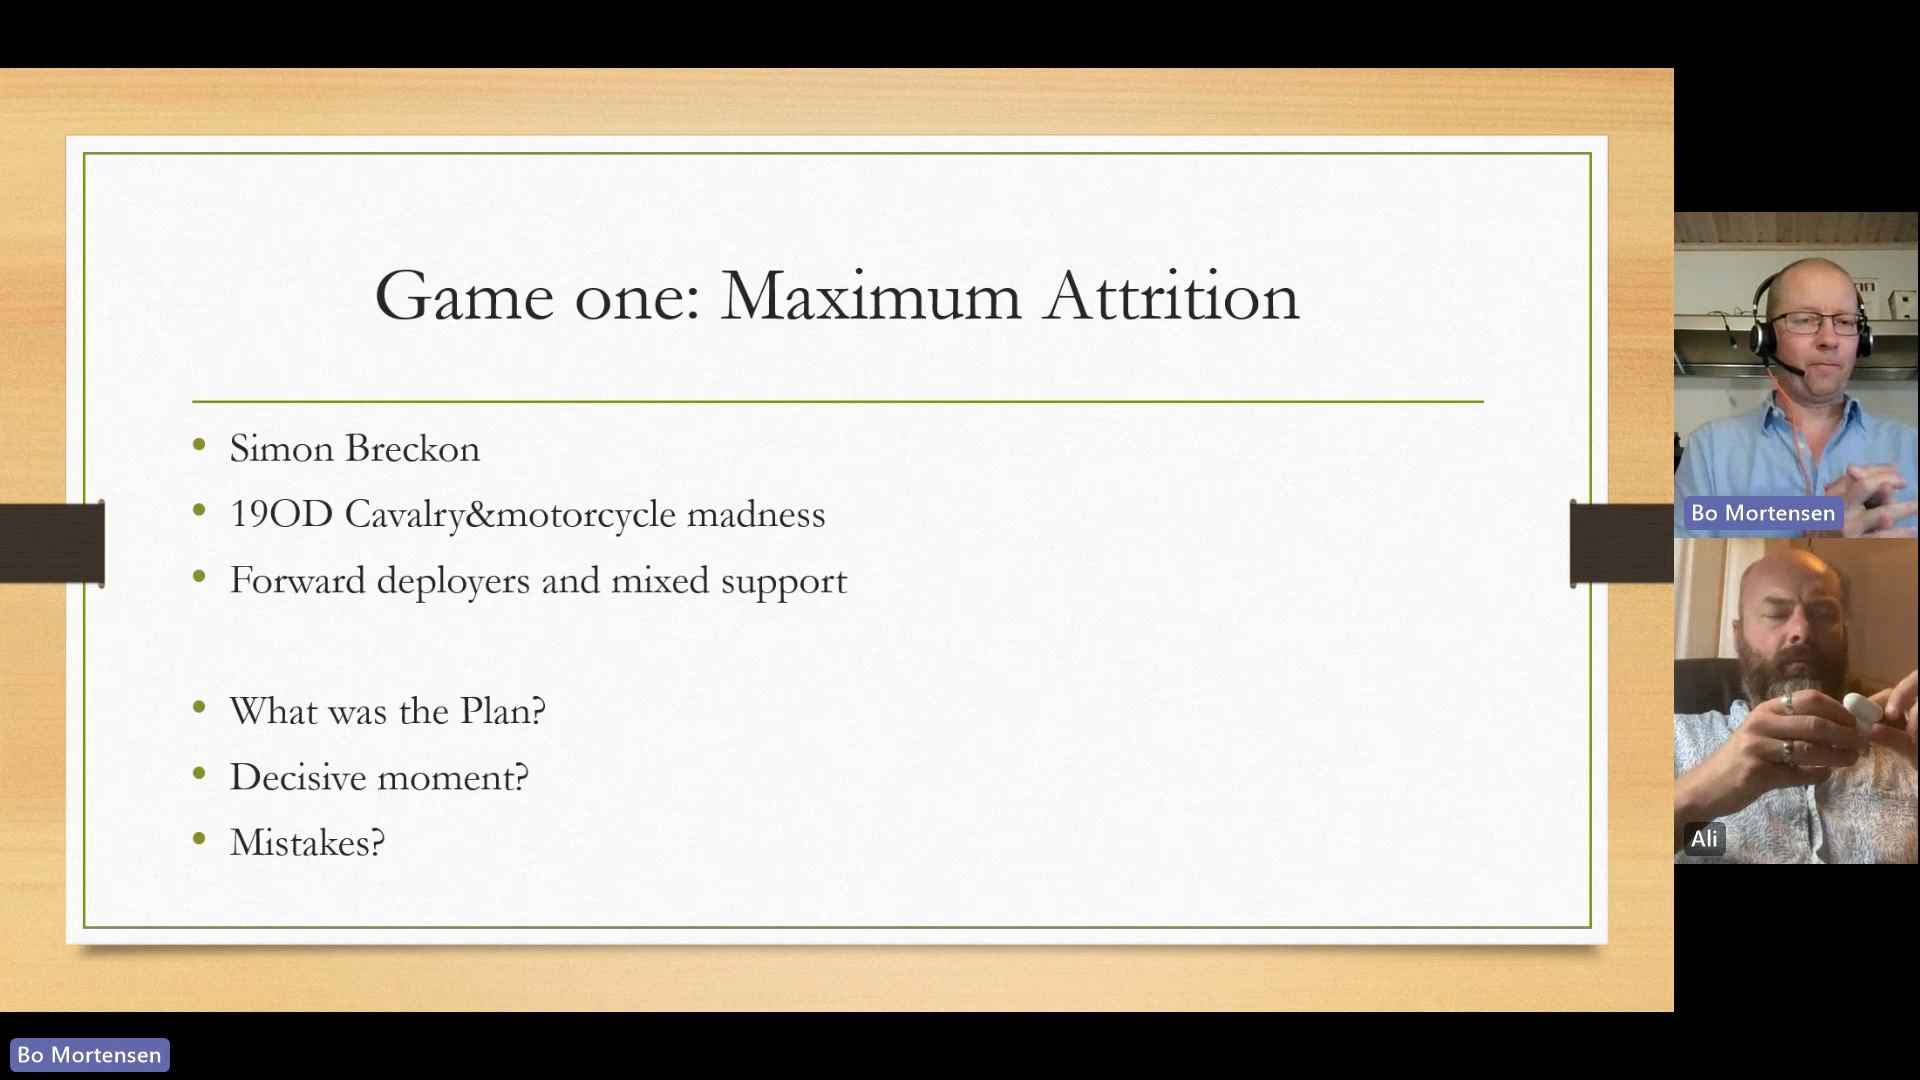 Game one: Maximum Attrition
Simon Breckon
19OD Cavalry&motorcycle madness
Forward deployers and mixed support
What was the Plan?
Decisive moment?
Mistakes?
Bo Mortensen
Ali
Bo Mortensen